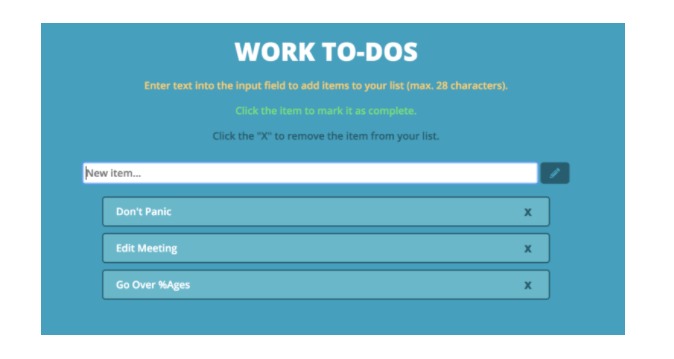 WORK TO-DOS
Enter text into the input field to add items to your list (max. 28 characters).
Click the item to mark it as complete.
Click the "X" to remove the item from your list.
New item...
Don't Panic X
Edit Meeting X
Go Over %Ages X